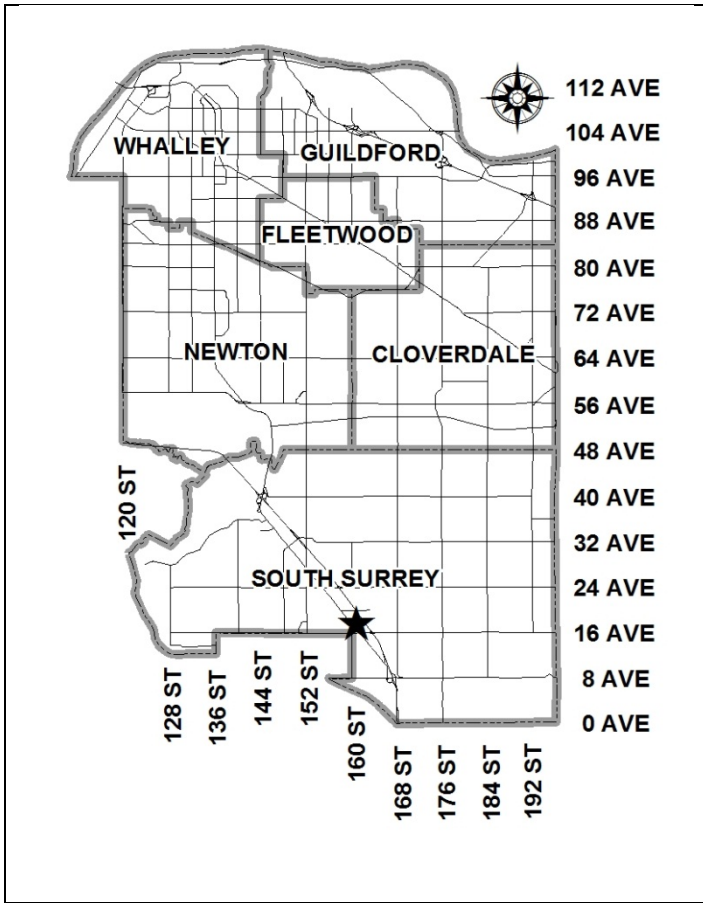 112 AVE
104 AVE
WHALLEY
GUILDFORD
96 AVE
88 AVE
FLEETWOOD
80 AVE
72 AVE
NEWTON
CLOVERDALE
64 AVE
56 AVE
48 AVE
120 ST
40 AVE
32 AVE
SOUTH SURREY
24 AVE
16 AVE
128 ST
136 ST
144 ST
152 ST
160 ST
8 AVE
0 AVE
168 ST
176 ST
184 ST
192 ST